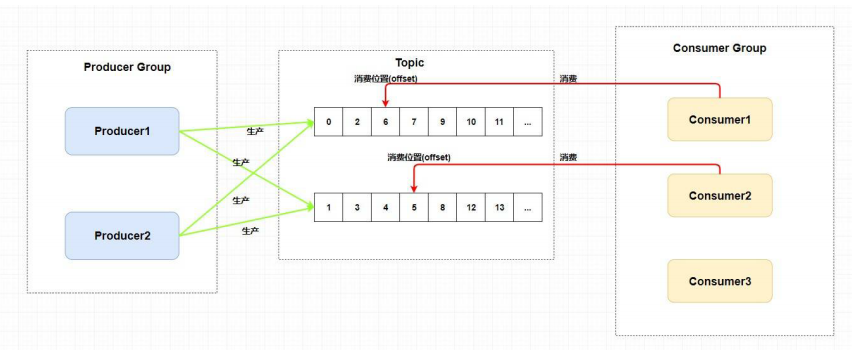 Producer Group
Producer1
Producer2
生产
生产
生产
生产
Topic
消费位置(offset)
0 2 6 7 9 10 11 ...
消费位置(offset)
1 3 4 5 8 12 13 ...
消费
消费
Consumer Group
Consumer1
Consumer2
Consumer3